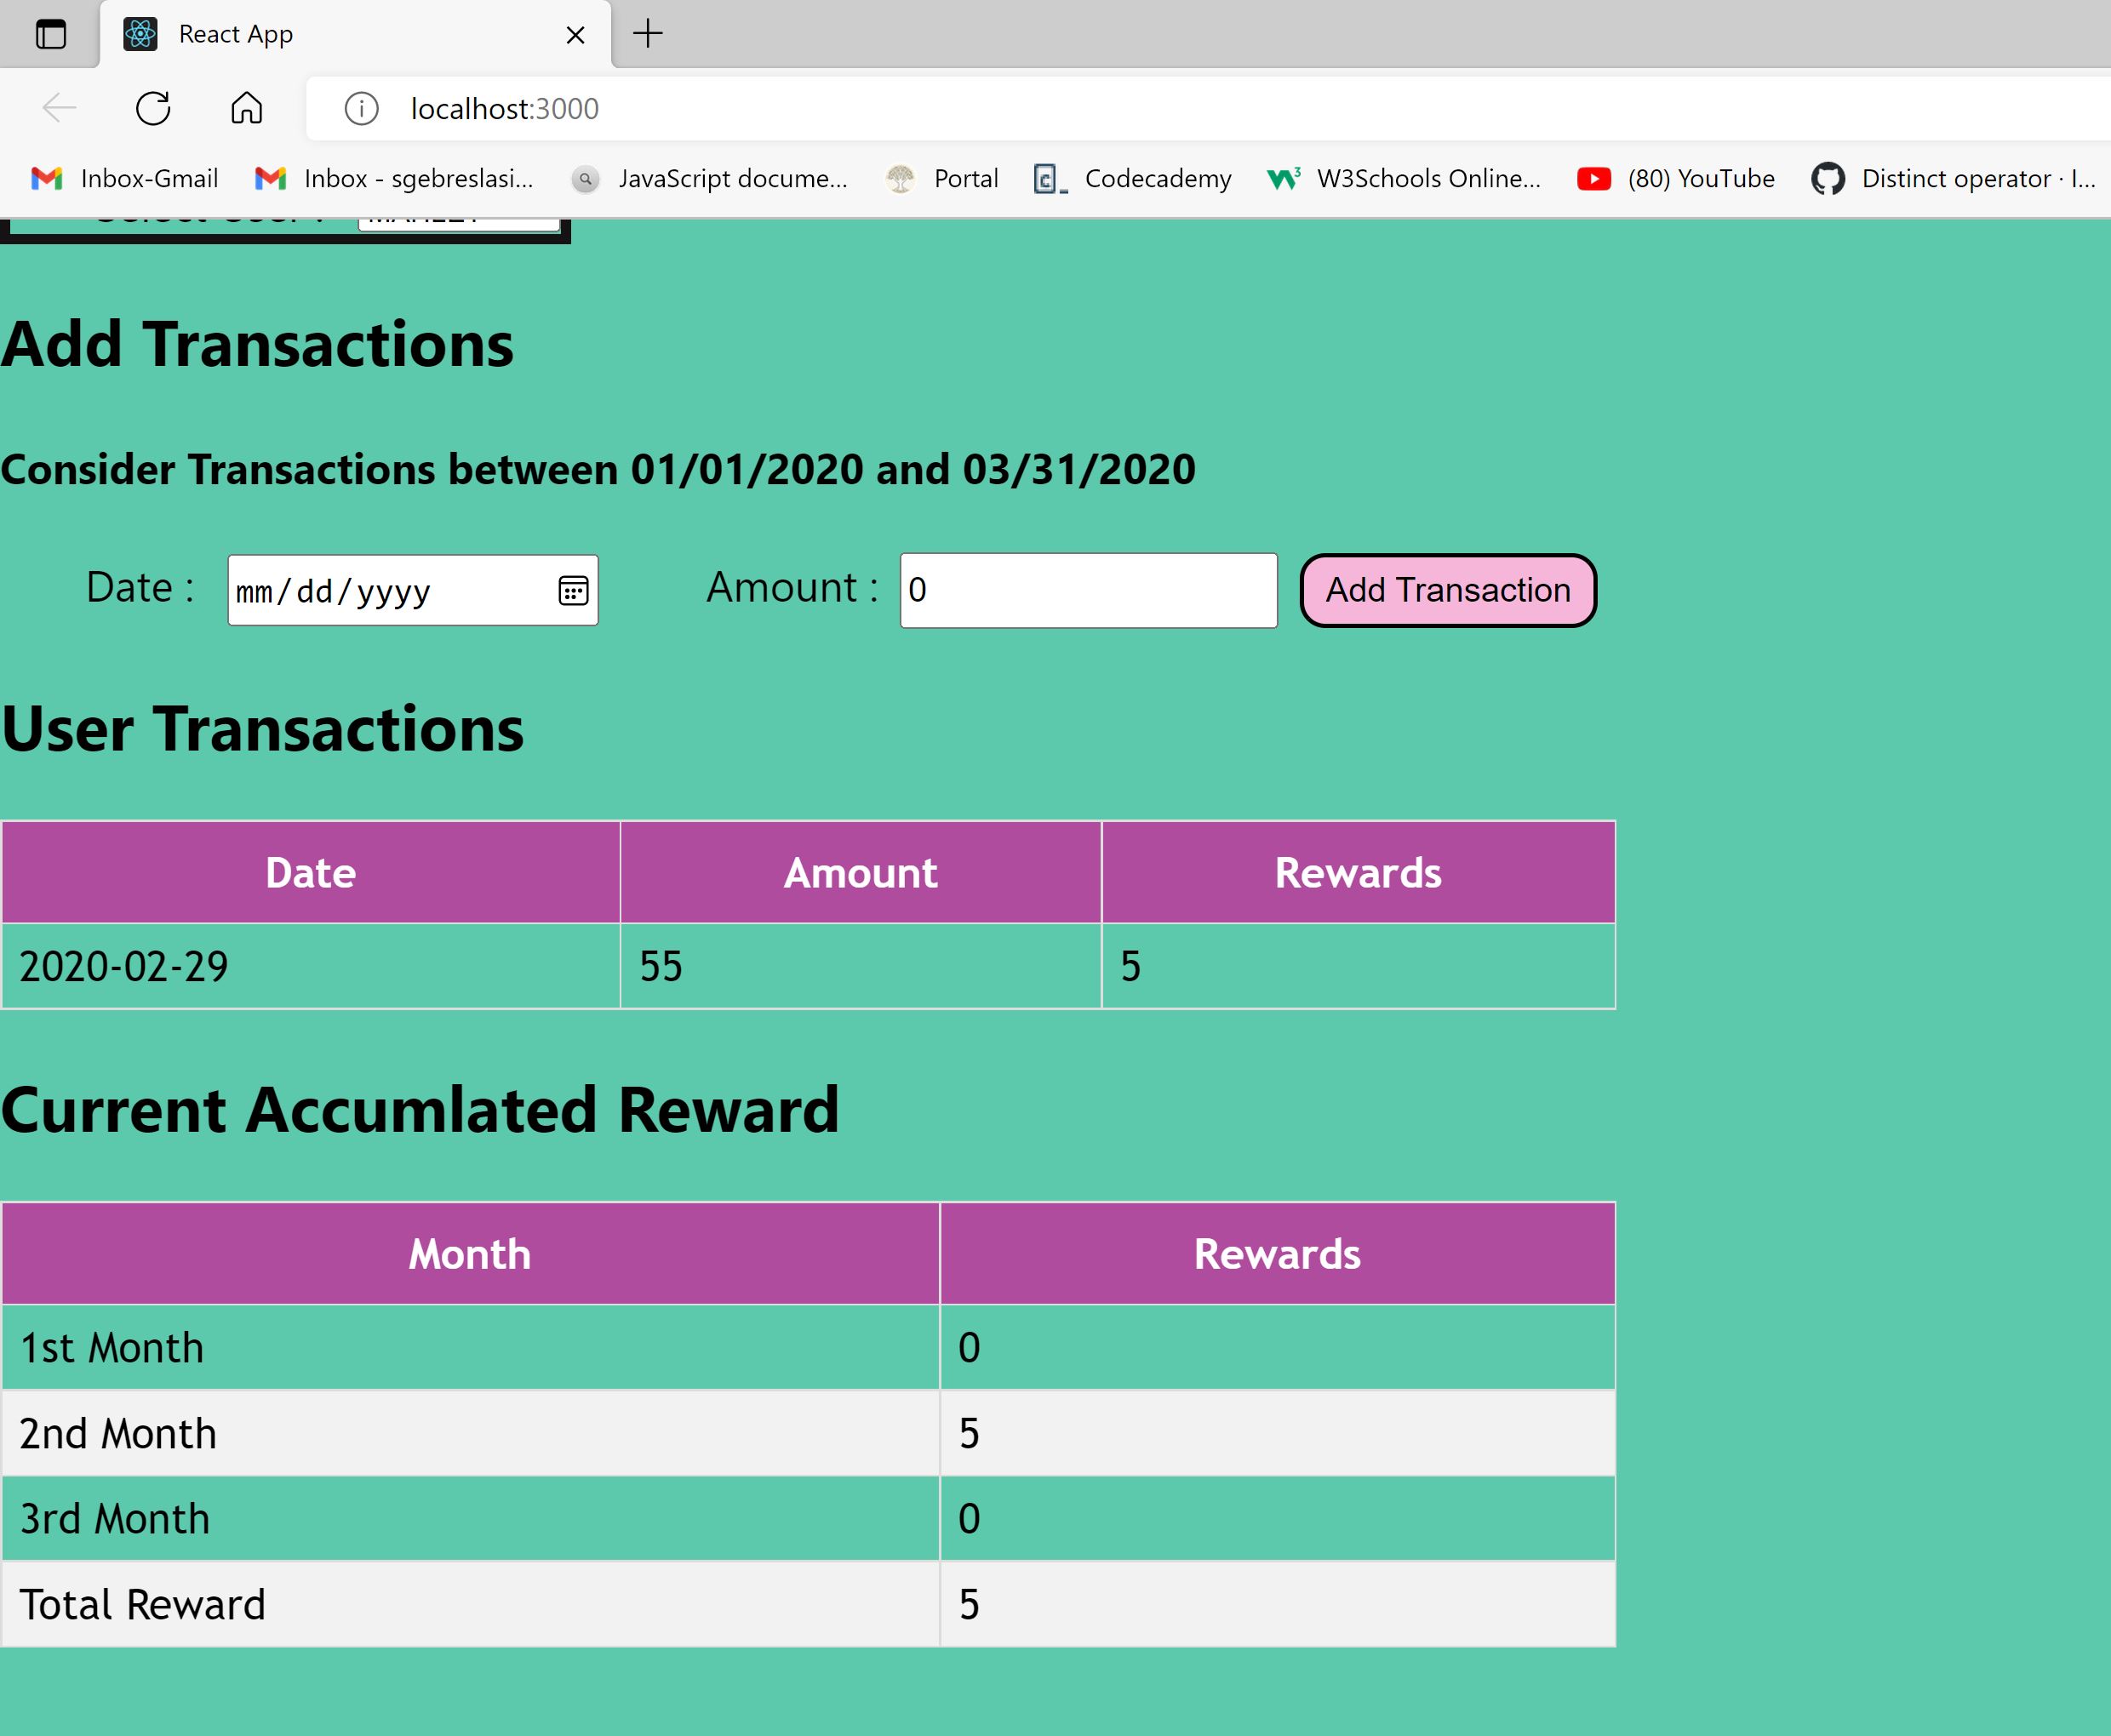 React App
localhost:3000
Inbox-Gmail Inbox - sgebreslasi... JavaScript docume... Portal Codecademy W3Schools Online... (80) YouTube Distinct operator · I...
Add Transactions
Consider Transactions between 01/01/2020 and 03/31/2020
Date : mm/dd/yyyy Amount : 0 Add Transaction
User Transactions
Date Amount Rewards
2020-02-29 55 5
Current Accumlated Reward
Month Rewards
1st Month 0
2nd Month 5
3rd Month 0
Total Reward 5